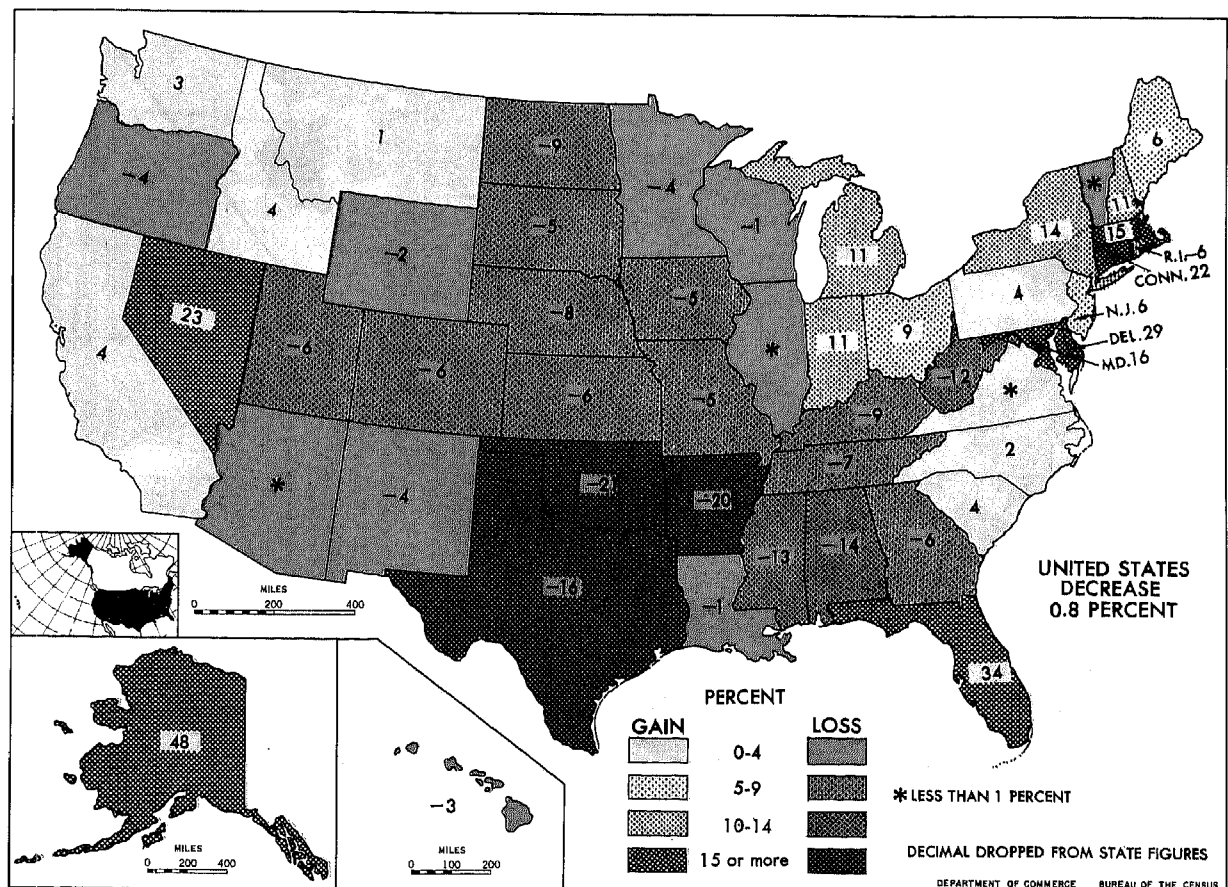 3
1
-9
-4
6
-4
4
-2
-5
-1
11
14
*
11
15
R.I.-6
CONN.22
23
4
-6
-6
-8
-6
-5
-5
*
11
9
4
N.J.6
DEL.29
MD.16
-12
*
-9
-7
2
4
*
-4
-21
-20
-13
-14
-6
-16
-1
34
UNITED STATES
DECREASE
0.8 PERCENT
MILES
0 200 400
48
MILES
0 200 400
-3
MILES
0 100 200
PERCENT
GAIN LOSS
0-4
5-9
10-14
15 or more
* LESS THAN 1 PERCENT
DECIMAL DROPPED FROM STATE FIGURES
DEPARTMENT OF COMMERCE BUREAU OF THE CENSUS